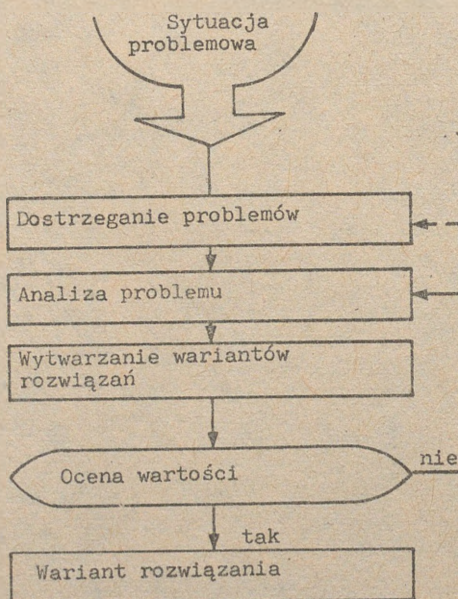 Sytuacja
problemowa
Dostrzeganie problemów
Analiza problemu
Wytwarzanie wariantów
rozwiązań
Ocena wartości
nie
tak
Wariant rozwiązania